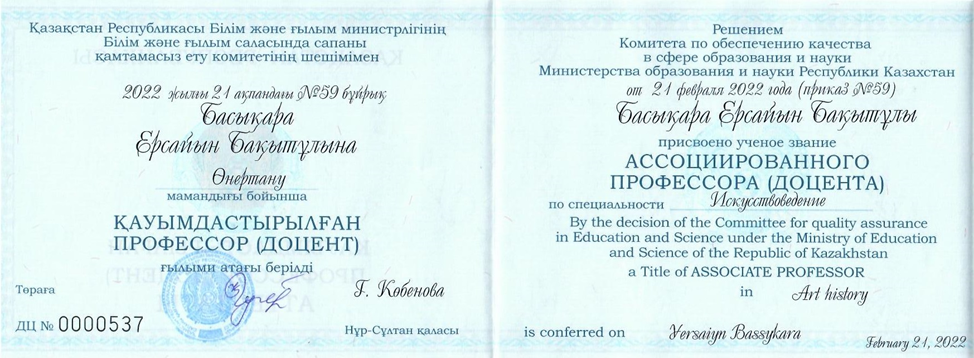 Қазақстан Республикасы Білім және ғылым министрлігінің
Білім және ғылым саласында сапаны
қамтамасыз ету комитетінің шешімімен
2022 жылғы 21 ақпандағы №59 бұйрық
Басықара
Ерсайын Бақытұлына
Өнертану
мамандығы бойынша
ҚАУЫМДАСТЫРЫЛҒАН
ПРОФЕССОР (ДОЦЕНТ)
ғылыми атағы берілді
Төраға
Г. Кобенова
ДЦ № 0000537
Нұр-Сұлтан қаласы
Решением
Комитета по обеспечению качества
в сфере образования и науки
Министерства образования и науки Республики Казахстан
от 21 февраля 2022 года (приказ №59)
Басықара Ерсайын Бақытұлы
присвоено ученое звание
АССОЦИИРОВАННОГО
ПРОФЕССОРА (ДОЦЕНТА)
по специальности Искусствоведение
By the decision of the Committee for quality assurance
in Education and Science under the Ministry of Education
and Science of the Republic of Kazakhstan
a Title of ASSOCIATE PROFESSOR
in Art history
is conferred on Yersaiyn Bassykara
February 21, 2022